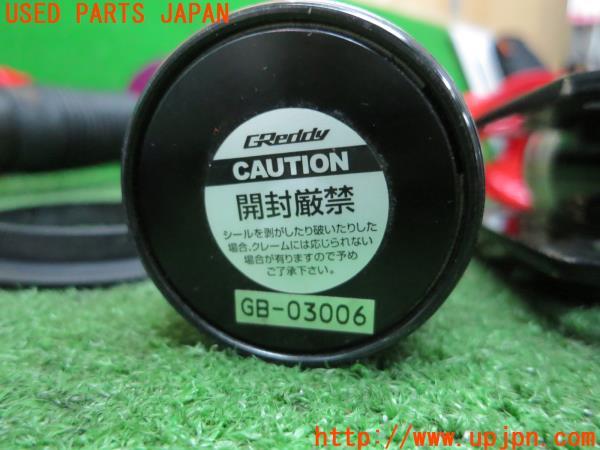 USED PARTS JAPAN
GReddy
CAUTION
開封厳禁
シールを剥がしたり破いたりした
場合、クレームには応じられない
場合が有りますので予め
ご了承下さい。
GB-03006
http://www.upjpn.com